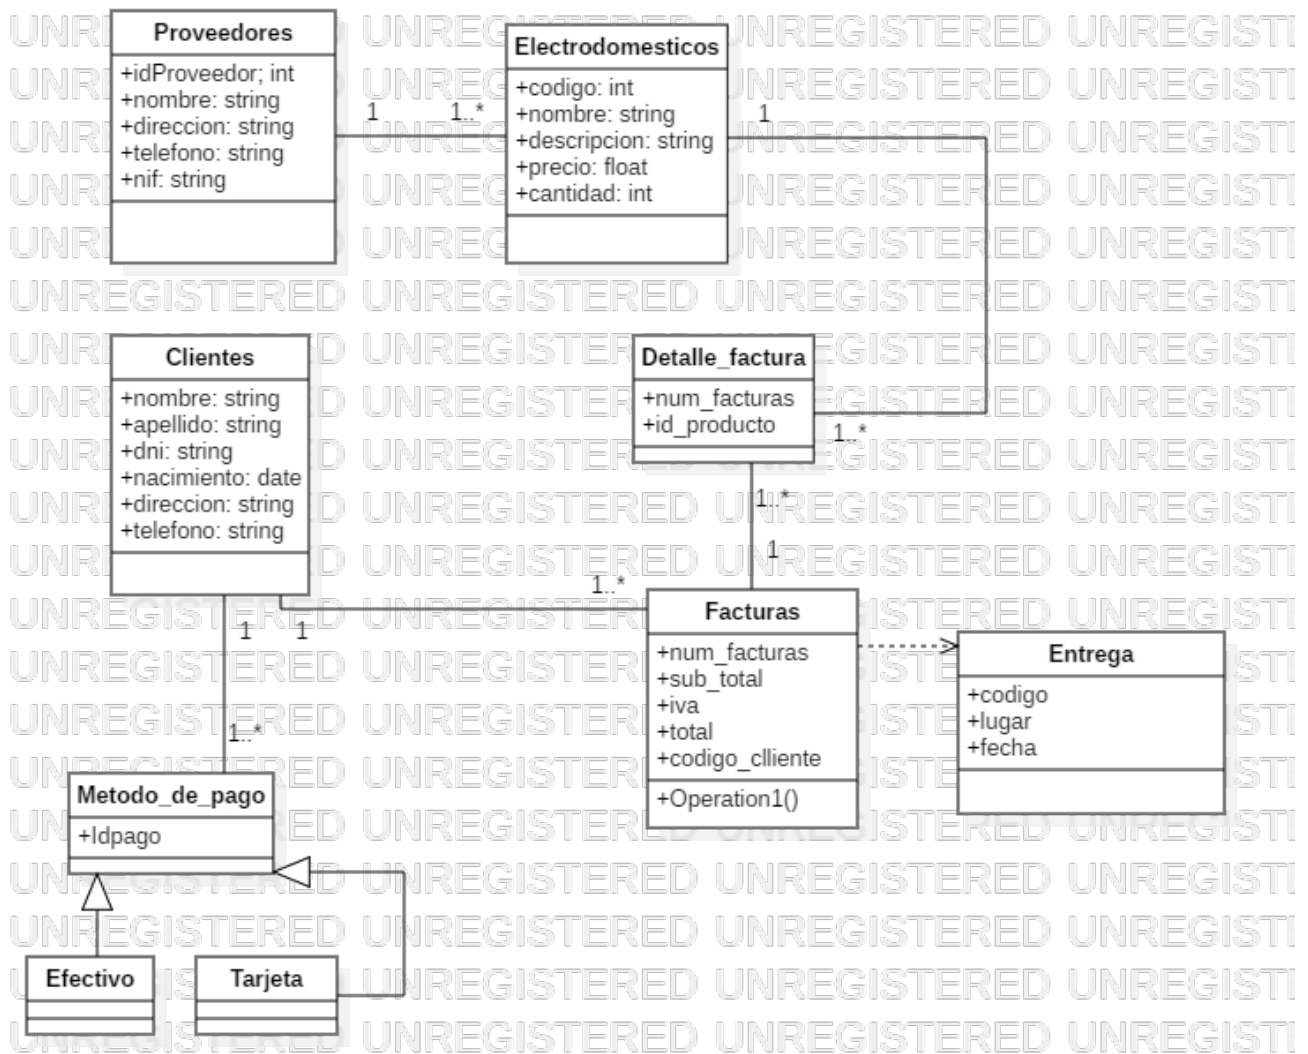 Proveedores
+idProveedor; int
+nombre: string
+direccion: string
+telefono: string
+nif: string
1
1..*
Electrodomesticos
+codigo: int
+nombre: string
+descripcion: string
+precio: float
+cantidad: int
1
Clientes
+nombre: string
+apellido: string
+dni: string
+nacimiento: date
+direccion: string
+telefono: string
Detalle_factura
+num_facturas
+id_producto
1..*
1..*
1
1..*
1
1
1..*
Facturas
+num_facturas
+sub_total
+iva
+total
+codigo_clliente
+Operation1()
Entrega
+codigo
+lugar
+fecha
Metodo_de_pago
+Idpago
Efectivo
Tarjeta
UNREGISTERED